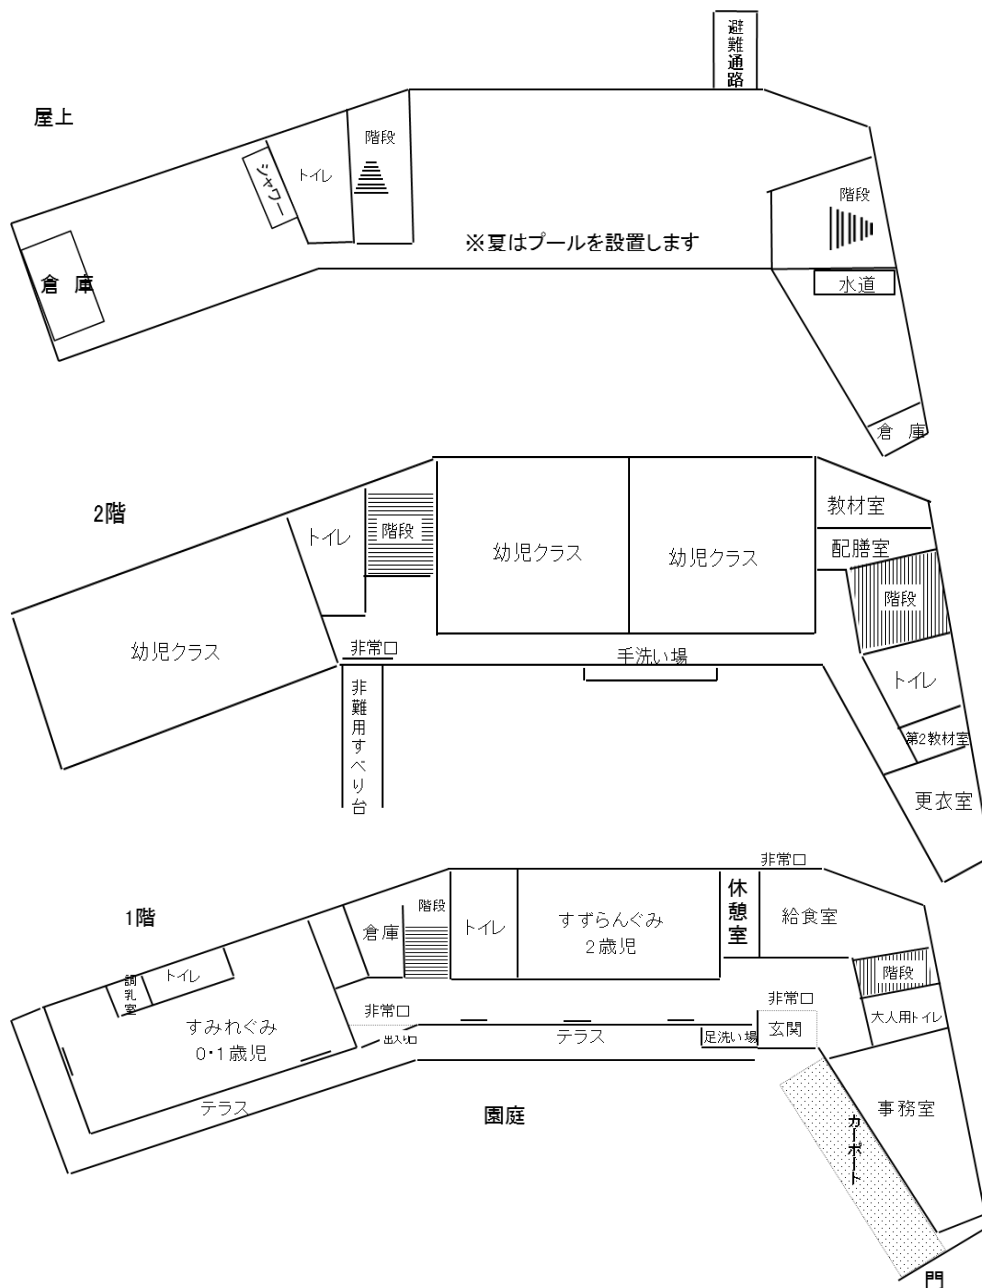 避難通路
屋上
階段
トイレ
シャワー
階段
※夏はプールを設置します
倉 庫
水道
倉 庫
2階
教材室
トイレ
階段
配膳室
幼児クラス
幼児クラス
階段
幼児クラス
非常口
手洗い場
トイレ
非難用すべり台
第2教材室
更衣室
非常口
1階
階段
休憩室
給食室
倉庫
トイレ
すずらんぐみ
2歳児
調乳室
トイレ
階段
非常口
非常口
大人用トイレ
すみれぐみ
0・1歳児
出入り口
テラス
足洗い場
玄関
テラス
園庭
事務室
カーポート
門